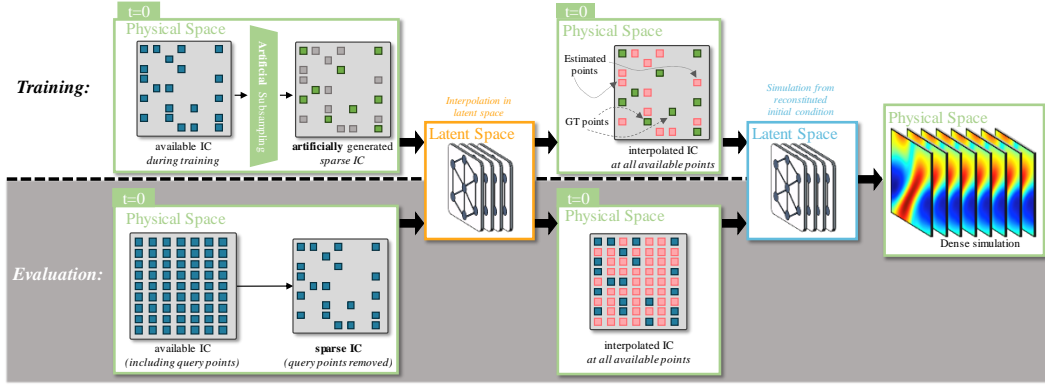 Training:
t=0
Physical Space
Artificial
Subsampling
available IC
during training
artificially generated
sparse IC
Interpolation in
latent space
Latent Space
t=0
Physical Space
Estimated
points
GT points
interpolated IC
at all available points
Simulation from
reconstituted
initial condition
Latent Space
Physical Space
Dense simulation
Evaluation:
t=0
Physical Space
available IC
(including query points)
sparse IC
(query points removed)
t=0
Physical Space
interpolated IC
at all available points